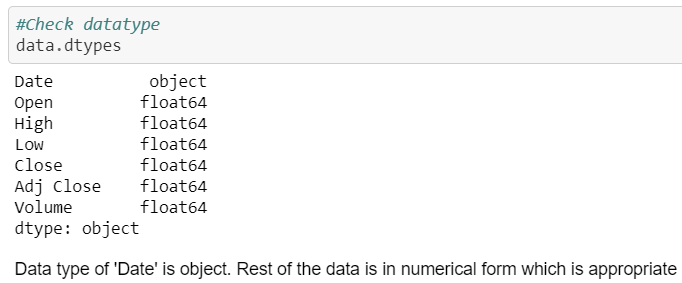 #Check datatype
data.dtypes
Date object
Open float64
High float64
Low float64
Close float64
Adj Close float64
Volume float64
dtype: object
Data type of 'Date' is object. Rest of the data is in numerical form which is appropriate